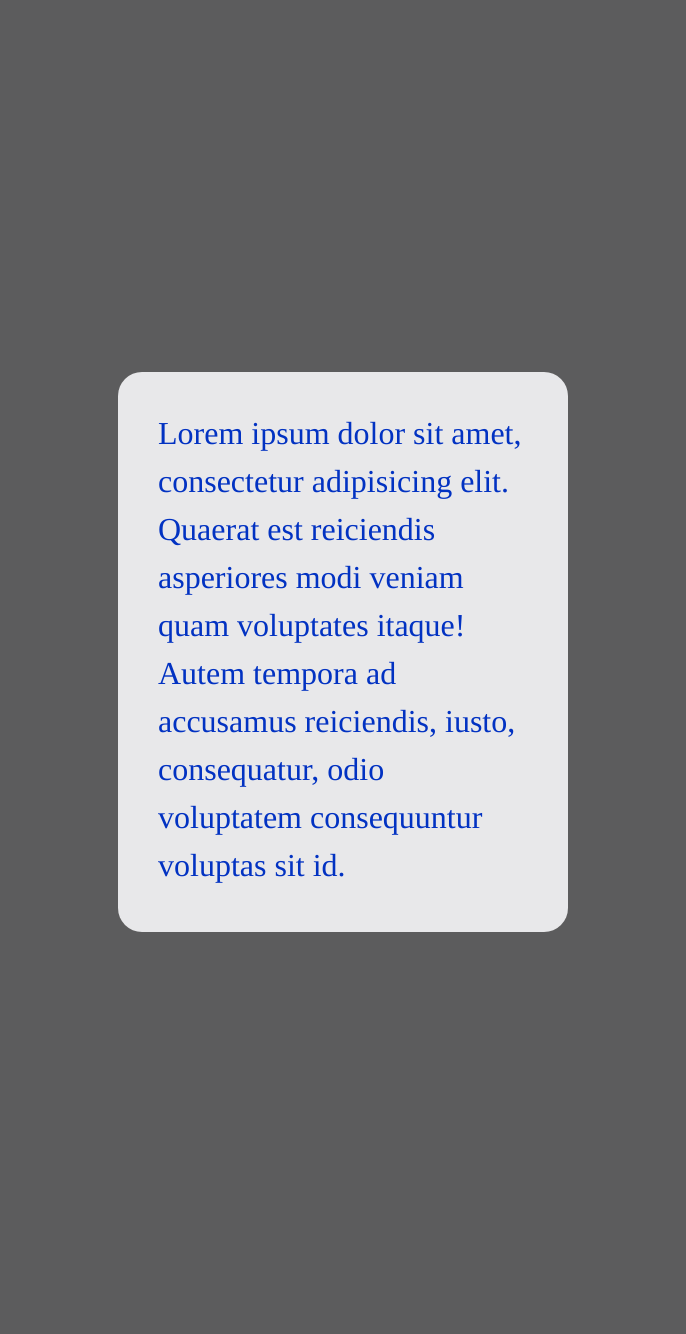 Lorem ipsum dolor sit amet,
consectetur adipisicing elit.
Quaerat est reiciendis
asperiores modi veniam
quam voluptates itaque!
Autem tempora ad
accusamus reiciendis, iusto,
consequatur, odio
voluptatem consequuntur
voluptas sit id.